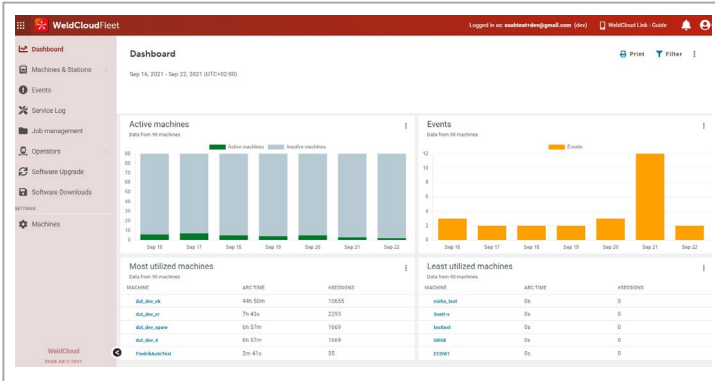 WeldCloudFleet
Logged in as: esabtest+dev@gmail.com (dev)
WeldCloud Link - Guide
Dashboard
Machines & Stations
Events
Service Log
Job management
Operators
Software Upgrade
Software Downloads
SETTINGS
Machines
WeldCloud
ESAB AB © 2021
Dashboard
Print
Filter
Sep 16, 2021 - Sep 22, 2021 (UTC+02:00)
Active machines
Data from 90 machines
Active machines Inactive machines
90
80
70
60
50
40
30
20
10
0
Sep 16 Sep 17 Sep 18 Sep 19 Sep 20 Sep 21 Sep 22
Events
Data from 90 machines
Events
12
10
8
6
4
2
0
Sep 16 Sep 17 Sep 18 Sep 19 Sep 20 Sep 21 Sep 22
Most utilized machines
Data from 90 machines
MACHINE ARC TIME #SESSIONS
dut_dev_ek 44h 50m 10655
dut_dev_cr 7h 43s 2293
dut_dev_spare 6h 57m 1669
6h 57m 1669
FredrikAutoTest 2m 41s 35
Least utilized machines
Data from 90 machines
MACHINE ARC TIME #SESSIONS
mirko_test 0s 0
Svett-s 0s 0
testtest 0s 0
0s 0
ECOW1 0s 0